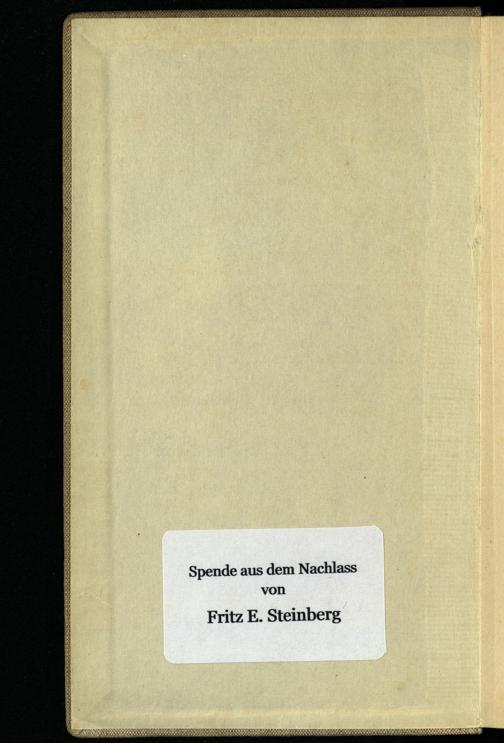 Spende aus dem Nachlass
von
Fritz E. Steinberg